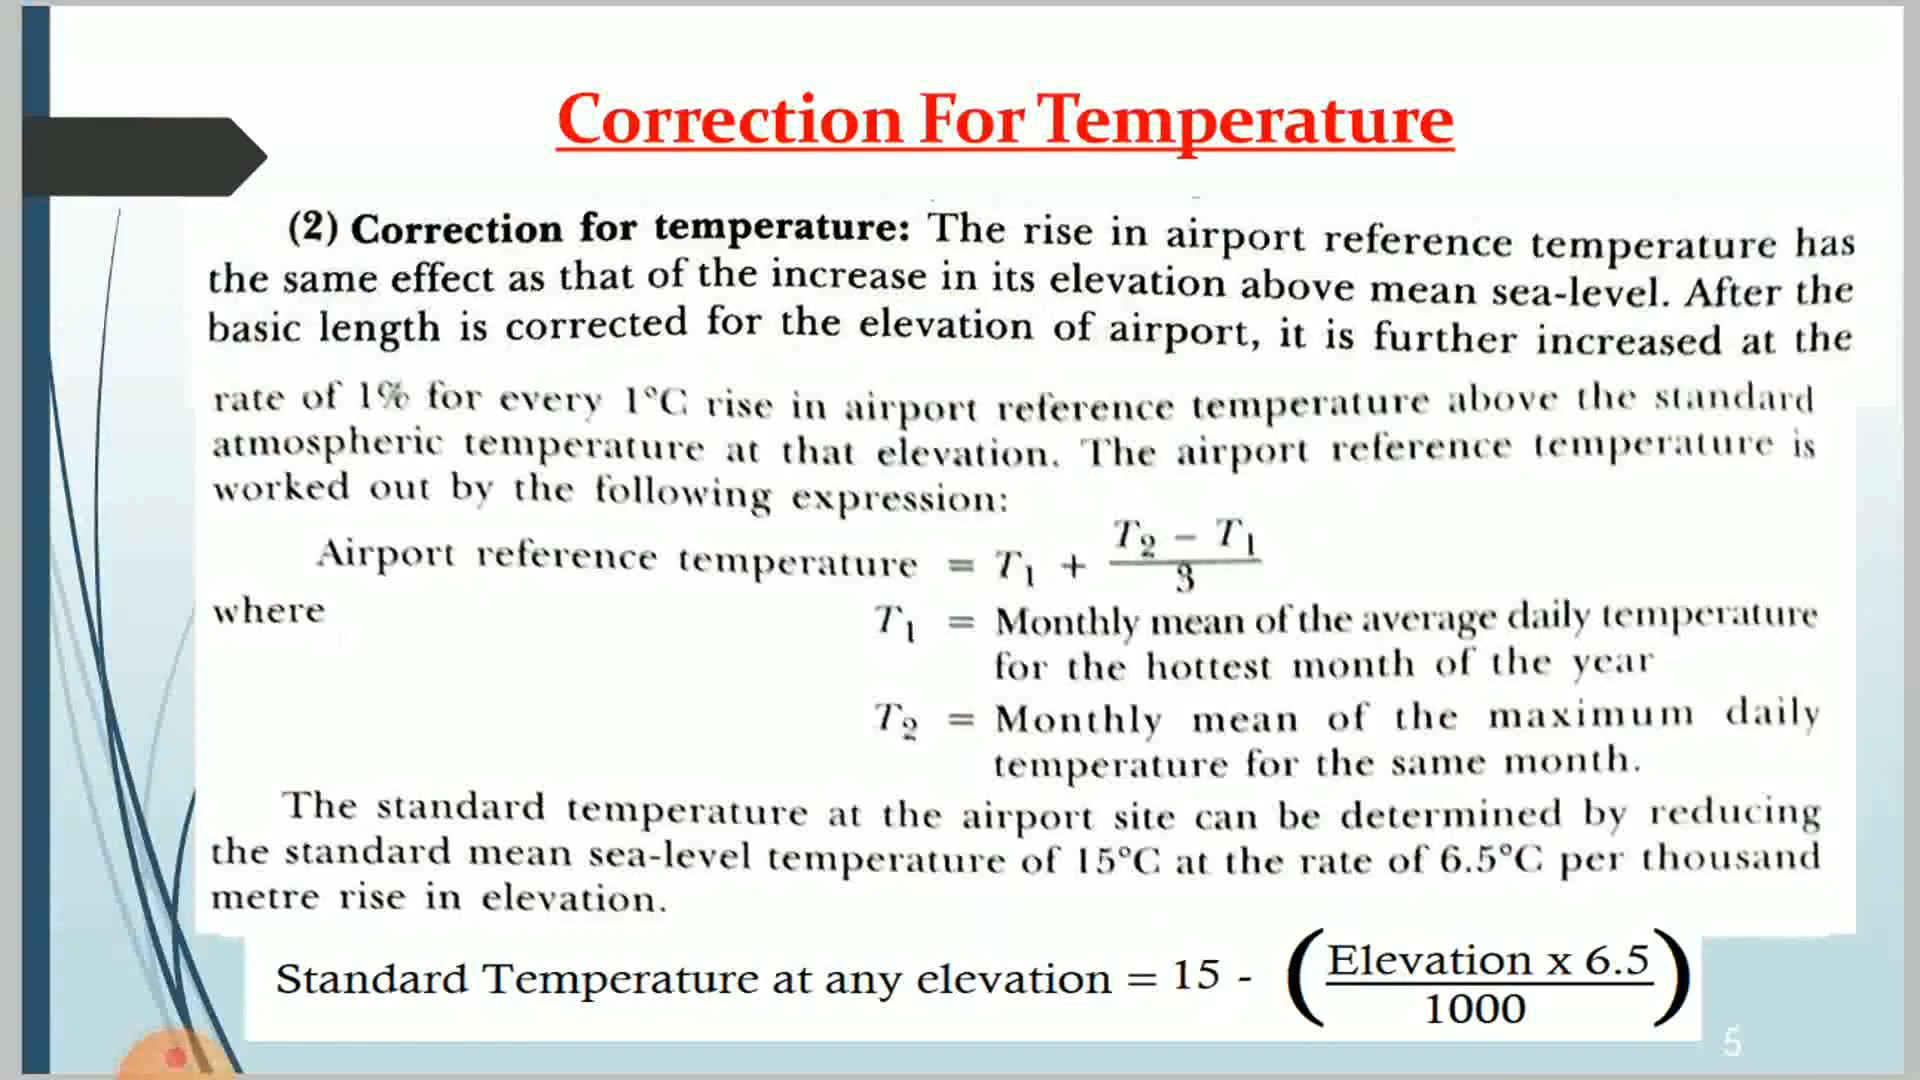 Correction For Temperature
(2) Correction for temperature: The rise in airport reference temperature has
the same effect as that of the increase in its elevation above mean sea-level. After the
basic length is corrected for the elevation of airport, it is further increased at the
rate of 1% for every 1°C rise in airport reference temperature above the standard
atmospheric temperature at that elevation. The airport reference temperature is
worked out by the following expression:
Airport reference temperature = T₁ + (T₂ − T₁)/3
where T₁ = Monthly mean of the average daily temperature
for the hottest month of the year
T₂ = Monthly mean of the maximum daily
temperature for the same month.
The standard temperature at the airport site can be determined by reducing
the standard mean sea-level temperature of 15°C at the rate of 6.5°C per thousand
metre rise in elevation.
Standard Temperature at any elevation = 15 - (Elevation x 6.5 / 1000)
5